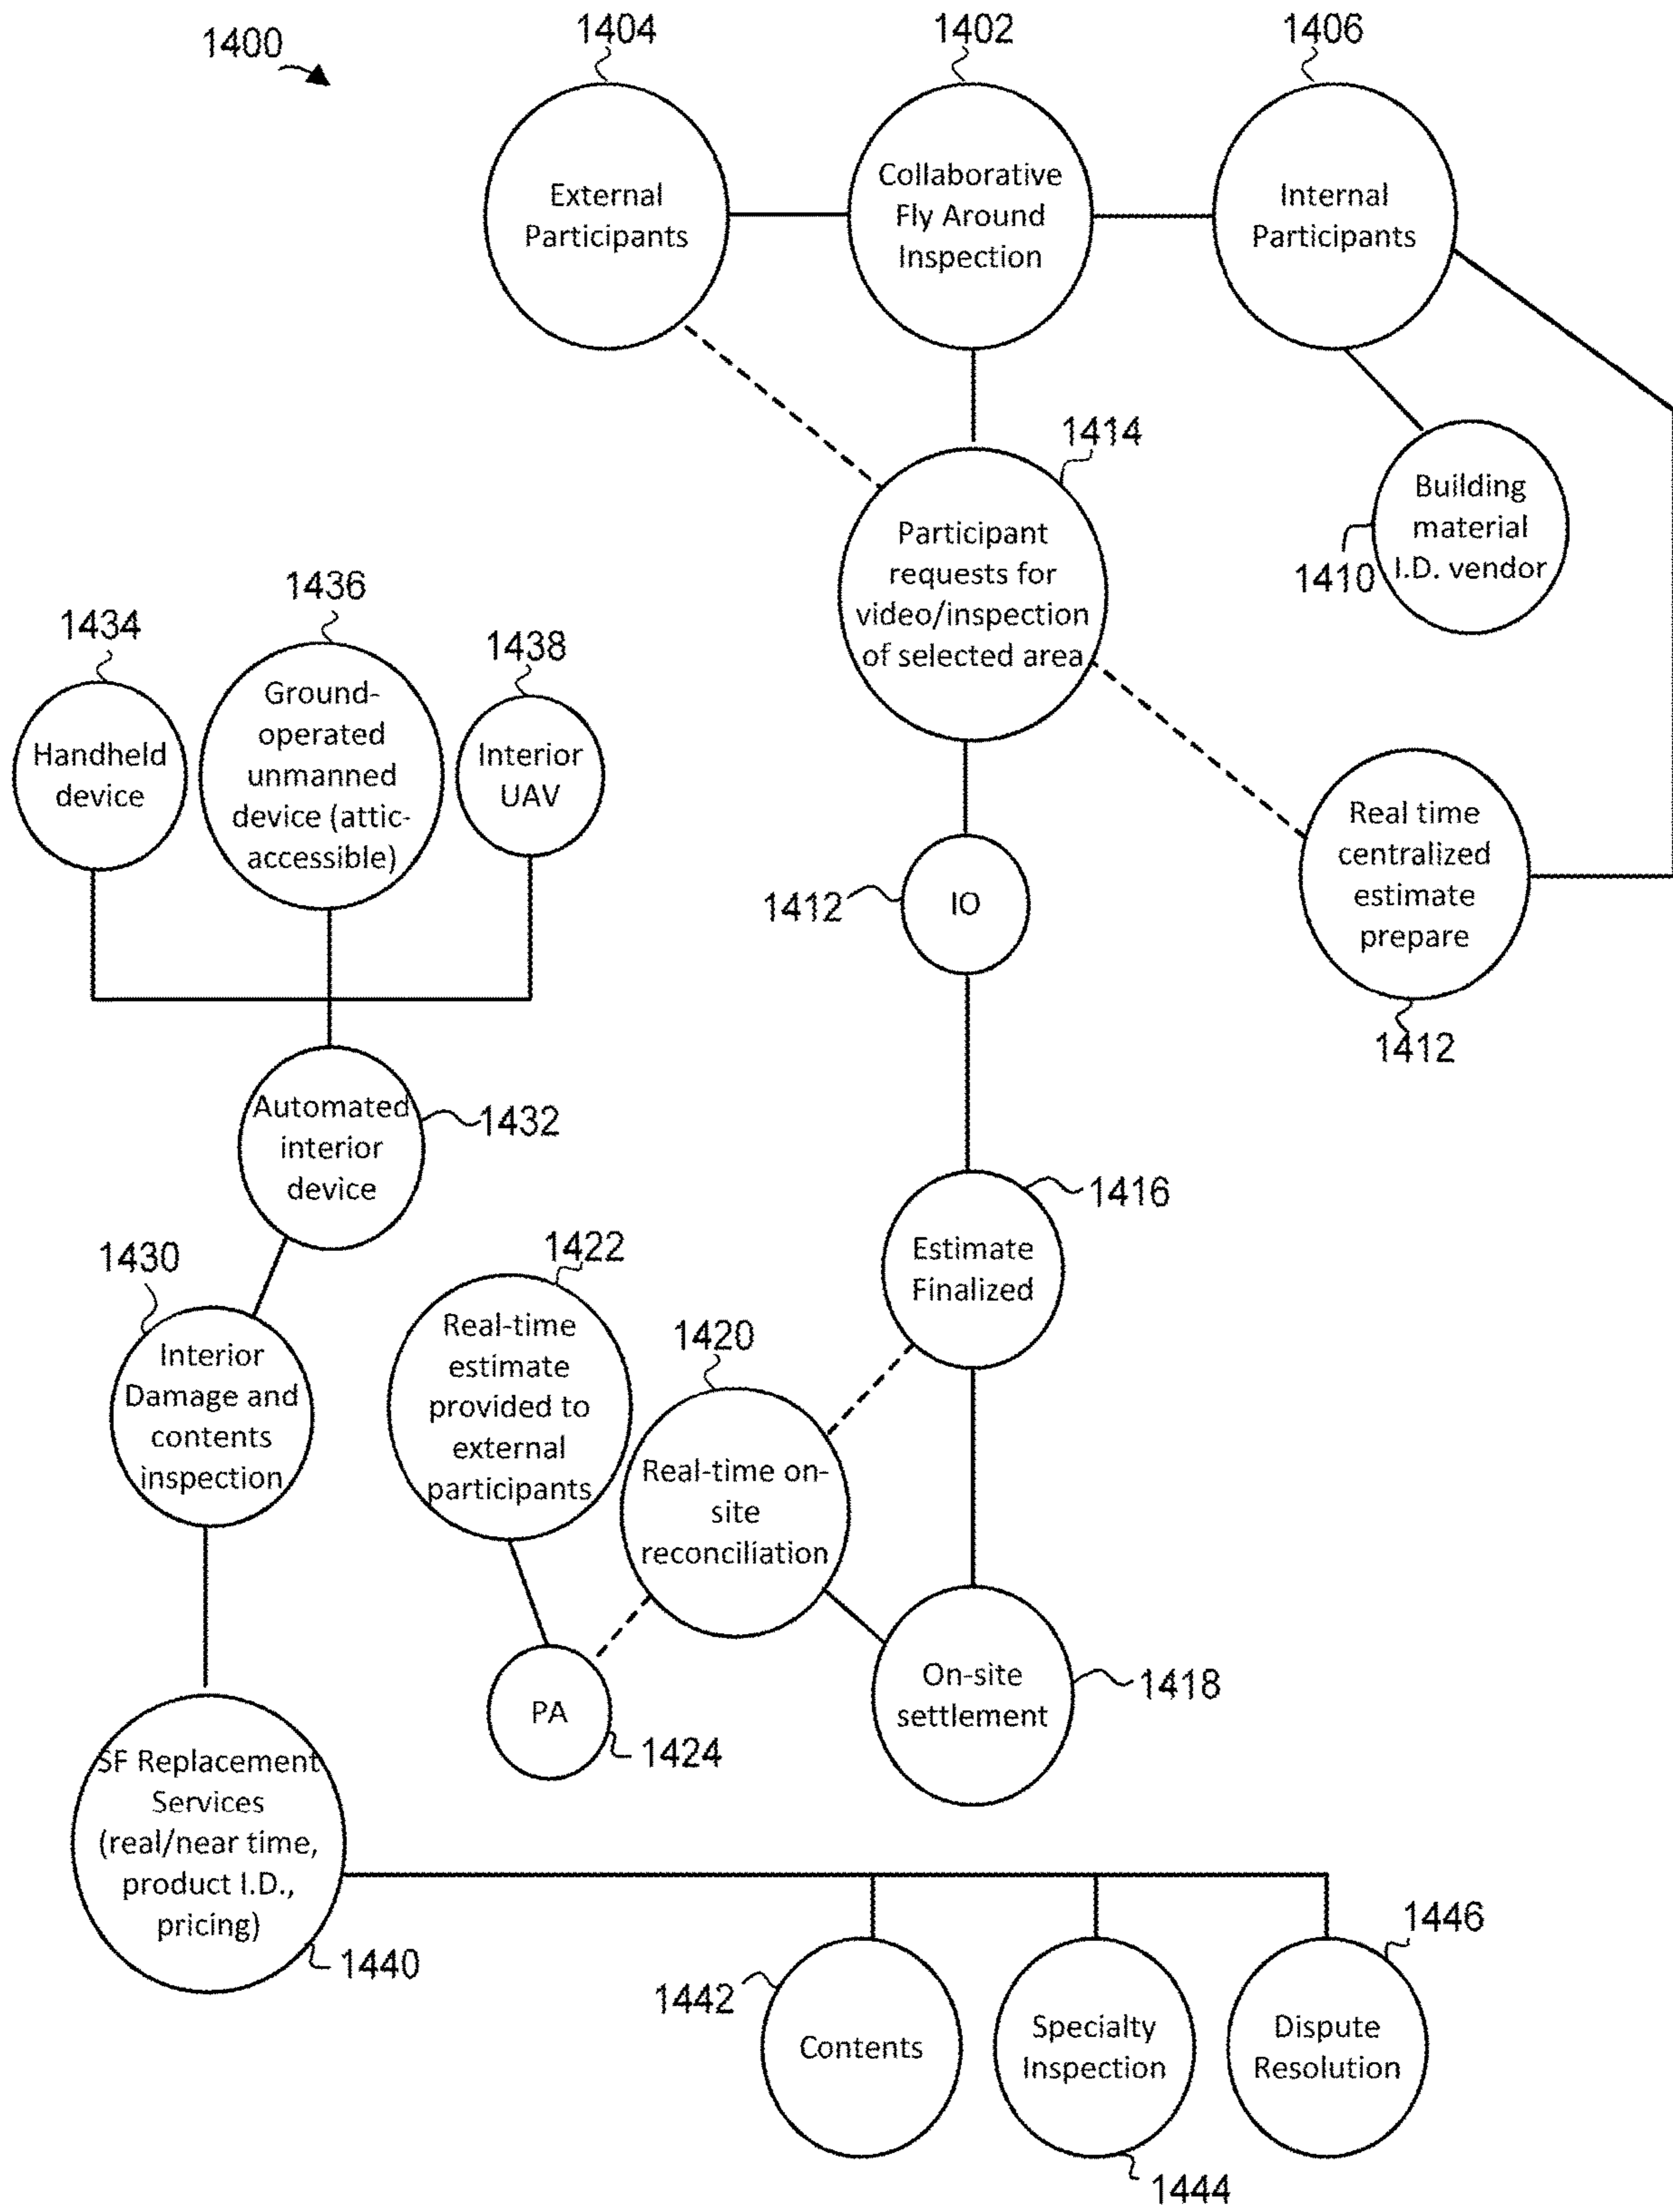 1400
1404
1402
1406
External
Participants
Collaborative
Fly Around
Inspection
Internal
Participants
1414
Participant
requests for
video/inspection
of selected area
Building
material
I.D. vendor
1410
1434
1436
1438
Handheld
device
Ground-
operated
unmanned
device (attic-
accessible)
Interior
UAV
1412
IO
Real time
centralized
estimate
prepare
1412
Automated
interior
device
1432
1416
Estimate
Finalized
1430
Interior
Damage and
contents
inspection
1422
Real-time
estimate
provided to
external
participants
1420
Real-time on-
site
reconciliation
On-site
settlement
1418
PA
1424
SF Replacement
Services
(real/near time,
product I.D.,
pricing)
1440
1442
Contents
Specialty
Inspection
1444
1446
Dispute
Resolution